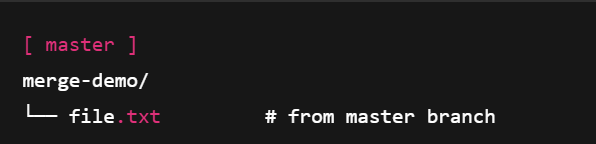 [ master ]
merge-demo/
└── file.txt         # from master branch